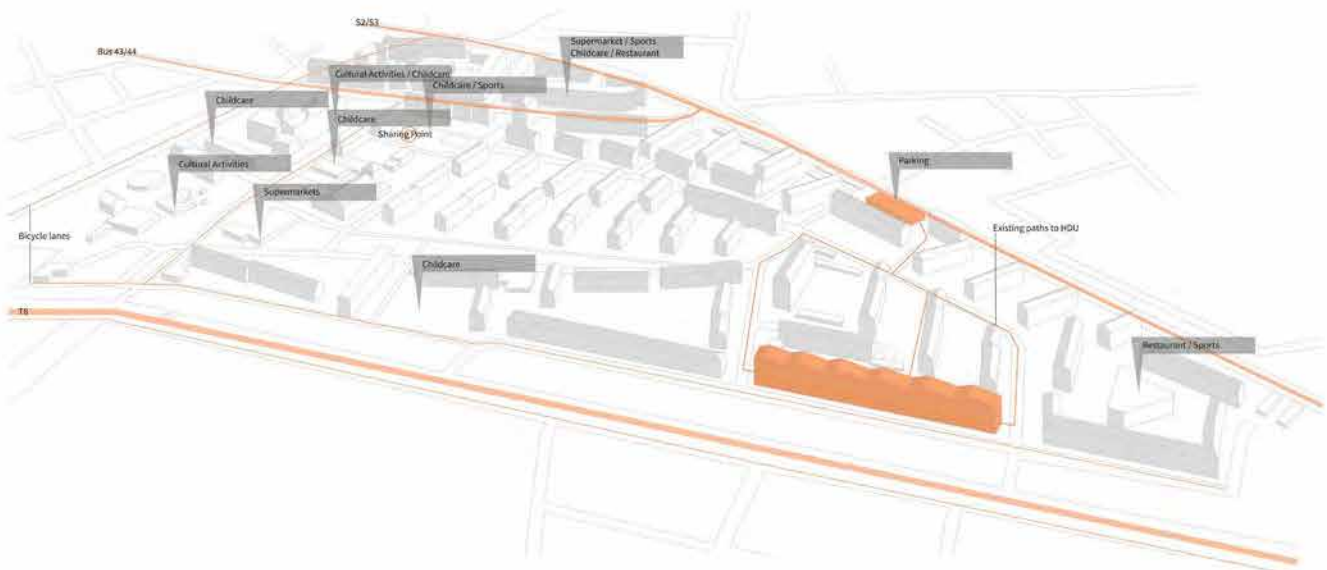 S2/S3
Bus 43/44
Supermarket / Sports
Childcare / Restaurant
Cultural Activities / Childcare
Childcare / Sports
Childcare
Childcare
Sharing Point
Cultural Activities
Parking
Supermarkets
Existing paths to HDU
Bicycle lanes
Childcare
T6
Restaurant / Sports